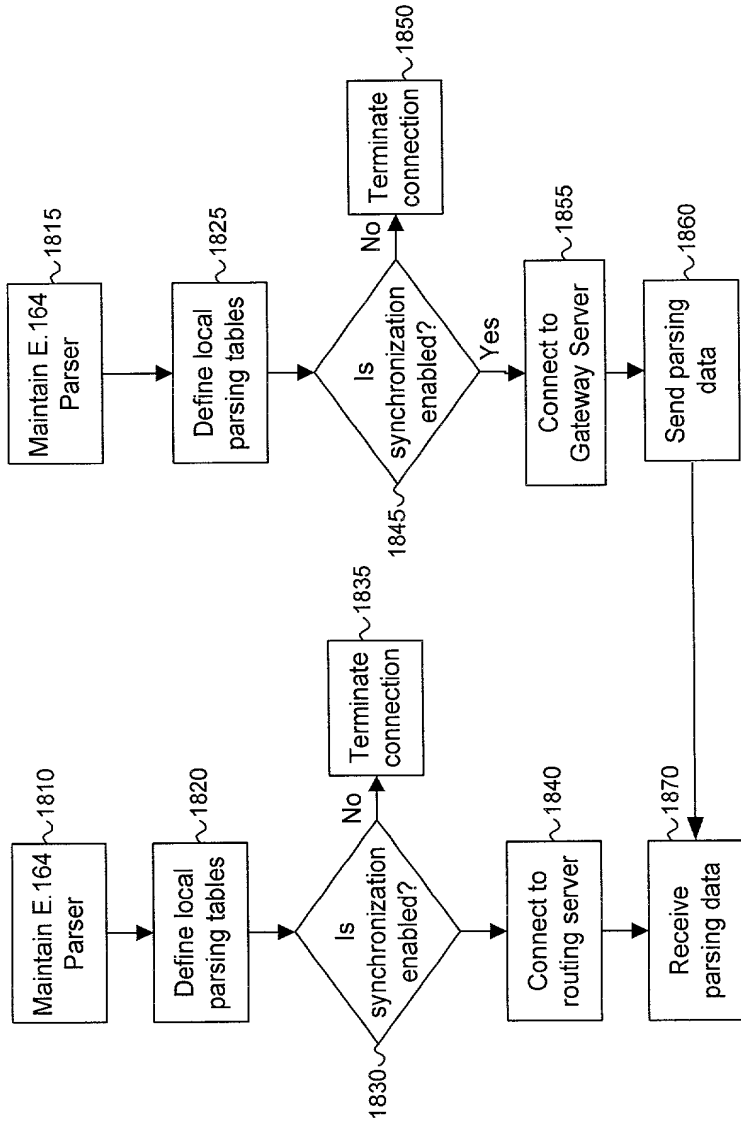 Maintain E.164
Parser
1810
Define local
parsing tables
1820
Is
synchronization
enabled?
1830
No
Terminate
connection
1835
Connect to
routing server
1840
Receive
parsing data
1870
Maintain E.164
Parser
1815
Define local
parsing tables
1825
Is
synchronization
enabled?
1845
No
Terminate
connection
1850
Yes
Connect to
Gateway Server
1855
Send parsing
data
1860